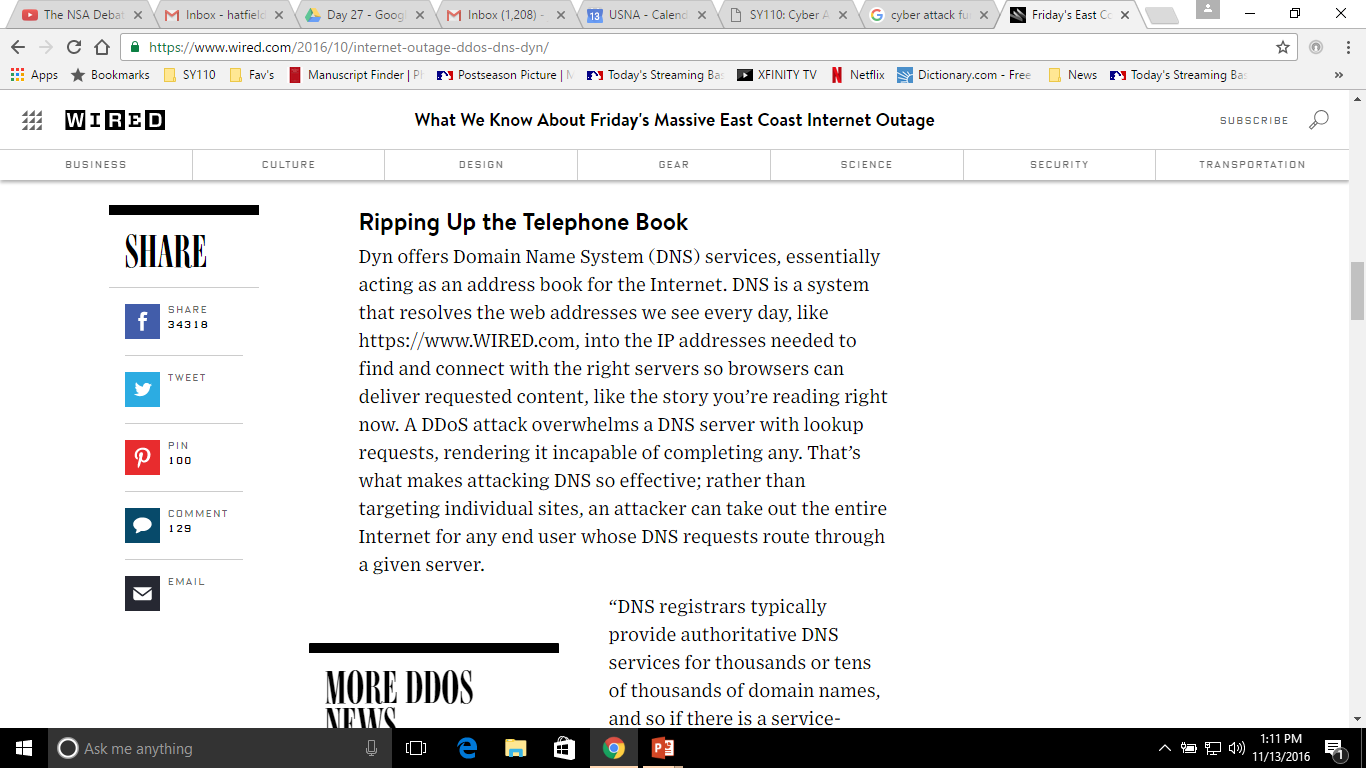 The NSA Debat
Inbox - hatfield
Day 27 - Googl
Inbox (1,208) -
USNA - Calend
SY110: Cyber A
cyber attack fu
Friday's East Co
https://www.wired.com/2016/10/internet-outage-ddos-dns-dyn/
Apps
Bookmarks
SY110
Fav's
Manuscript Finder | Ph
Postseason Picture | M
Today's Streaming Bas
XFINITY TV
Netflix
Dictionary.com - Free
News
Today's Streaming Bas
WIRED
What We Know About Friday's Massive East Coast Internet Outage
SUBSCRIBE
BUSINESS
CULTURE
DESIGN
GEAR
SCIENCE
SECURITY
TRANSPORTATION
SHARE
SHARE
34318
TWEET
PIN
100
COMMENT
129
EMAIL
Ripping Up the Telephone Book
Dyn offers Domain Name System (DNS) services, essentially
acting as an address book for the Internet. DNS is a system
that resolves the web addresses we see every day, like
https://www.WIRED.com, into the IP addresses needed to
find and connect with the right servers so browsers can
deliver requested content, like the story you’re reading right
now. A DDoS attack overwhelms a DNS server with lookup
requests, rendering it incapable of completing any. That’s
what makes attacking DNS so effective; rather than
targeting individual sites, an attacker can take out the entire
Internet for any end user whose DNS requests route through
a given server.
“DNS registrars typically
provide authoritative DNS
services for thousands or tens
of thousands of domain names,
and so if there is a service-
MORE DDOS
NEWS
Ask me anything
1:11 PM
11/13/2016